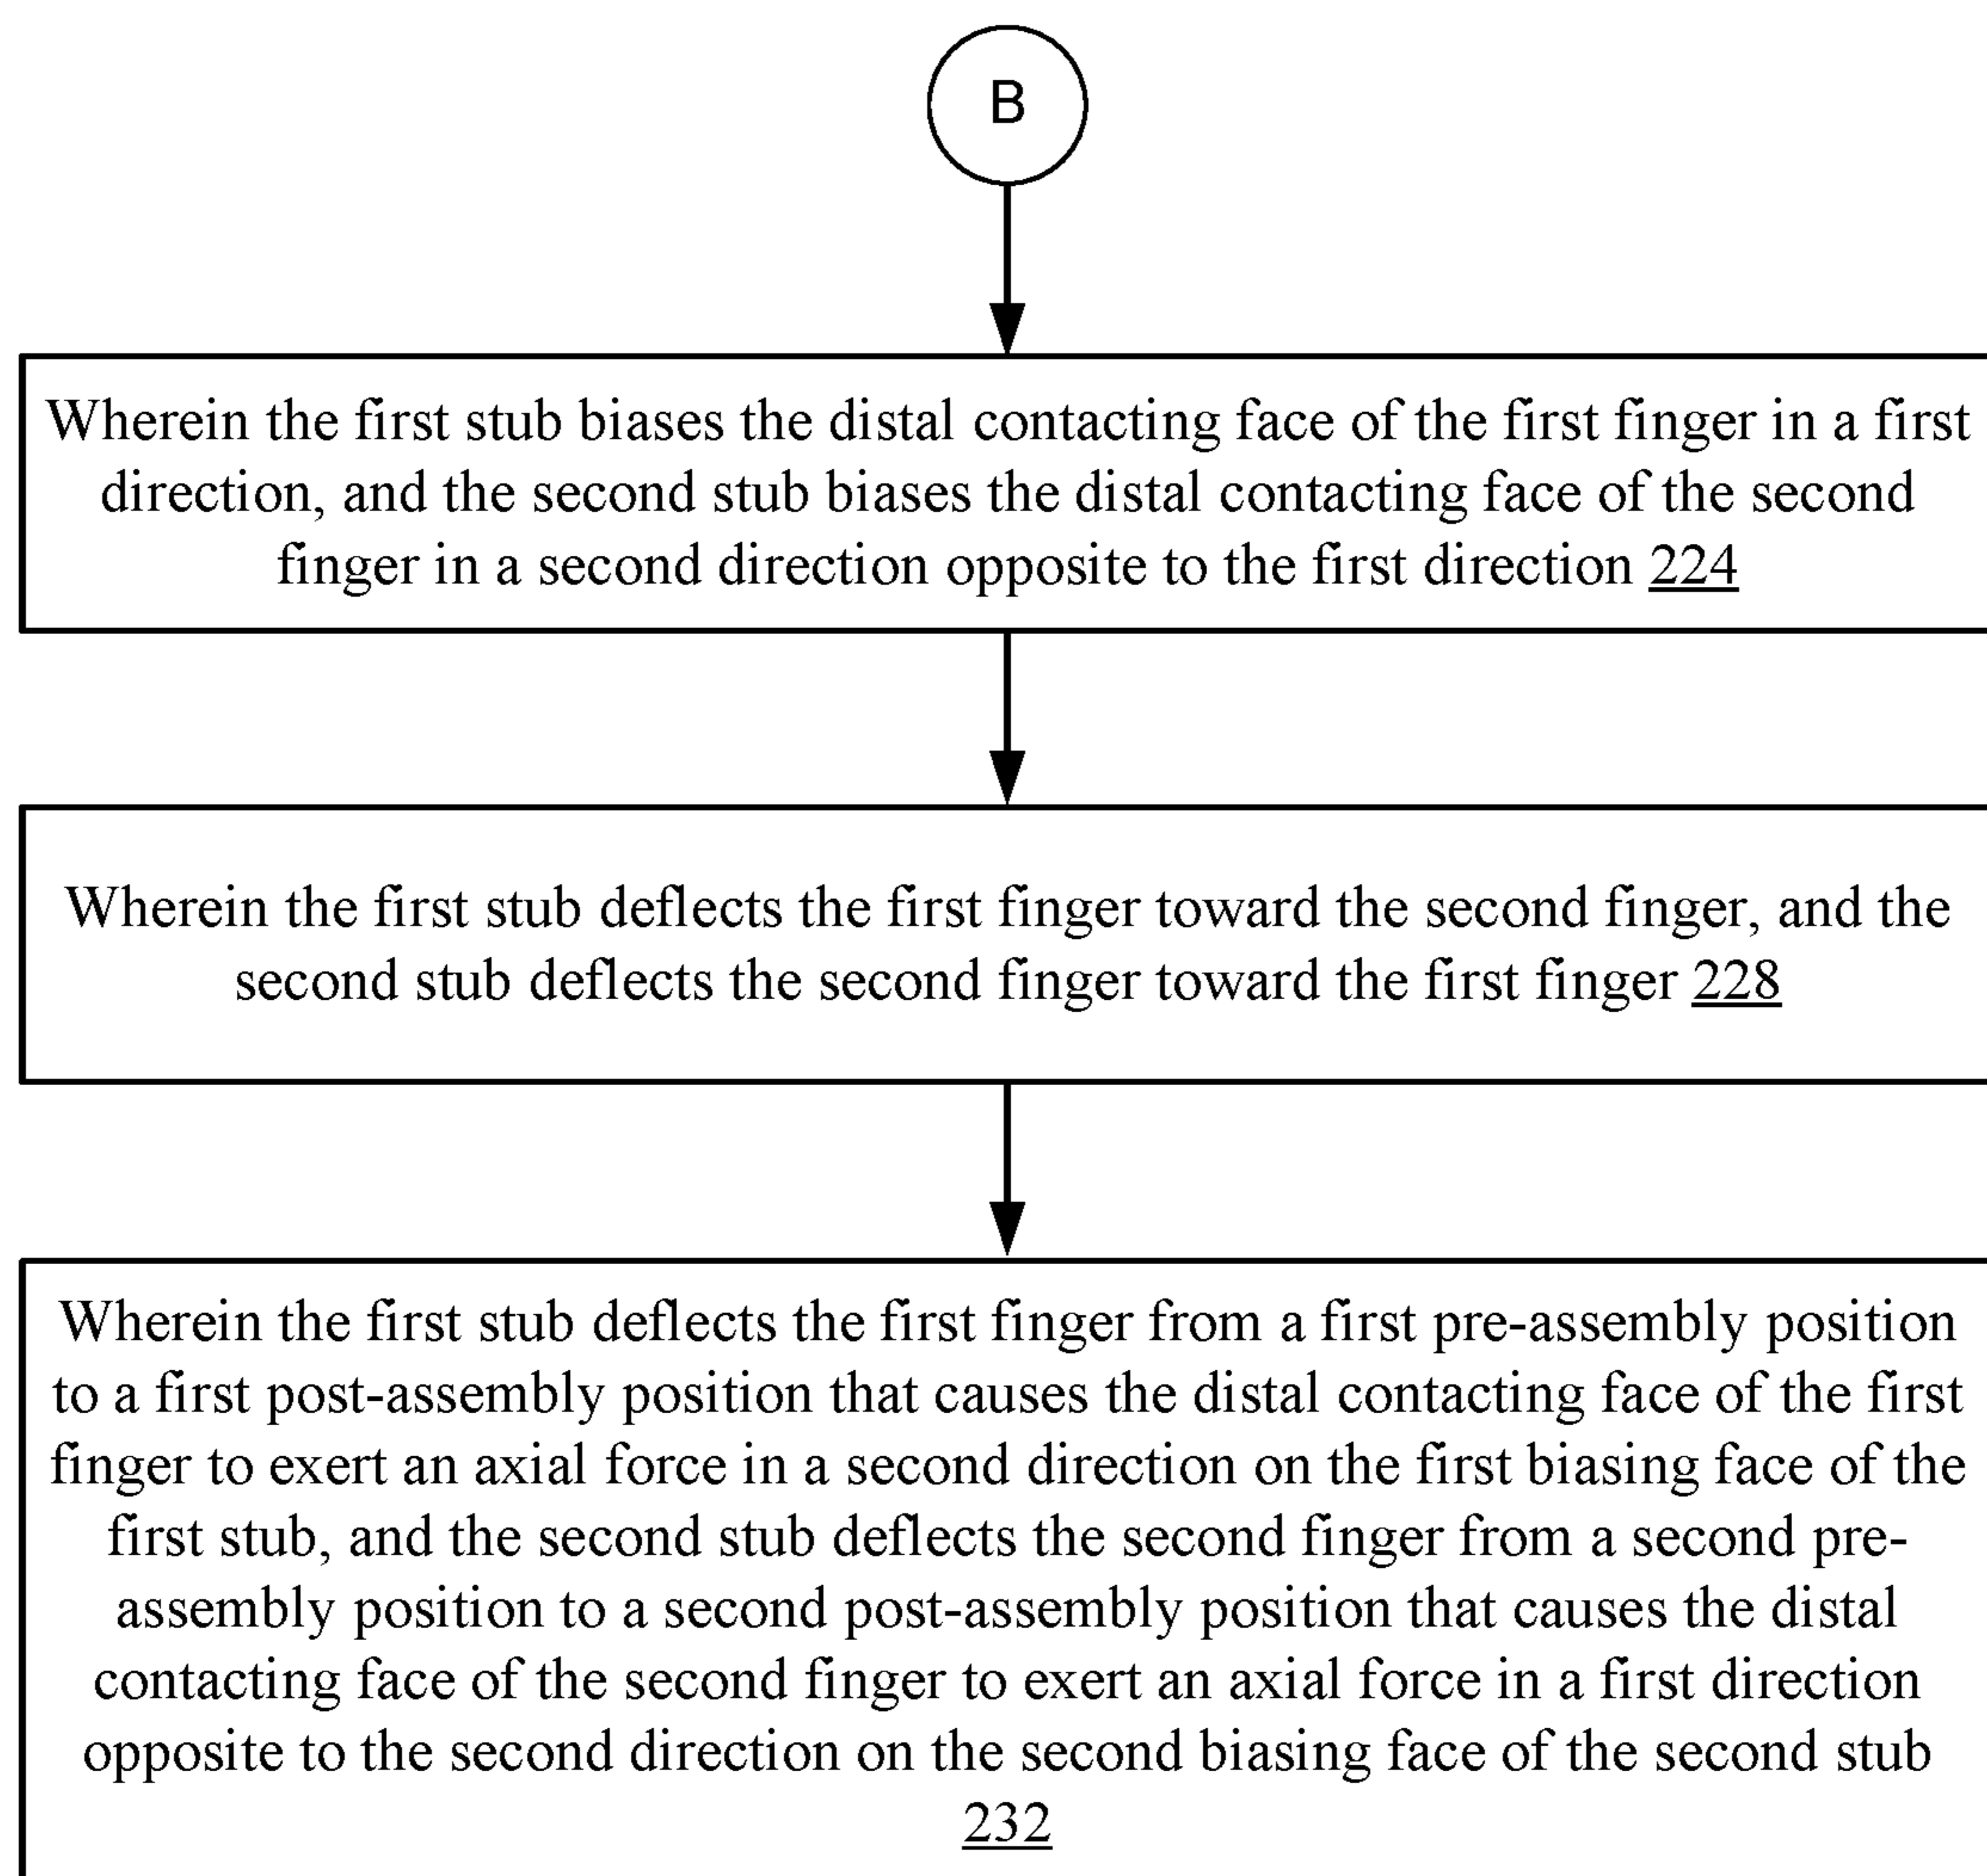 B
Wherein the first stub biases the distal contacting face of the first finger in a first
direction, and the second stub biases the distal contacting face of the second
finger in a second direction opposite to the first direction 224
Wherein the first stub deflects the first finger toward the second finger, and the
second stub deflects the second finger toward the first finger 228
Wherein the first stub deflects the first finger from a first pre-assembly position
to a first post-assembly position that causes the distal contacting face of the first
finger to exert an axial force in a second direction on the first biasing face of the
first stub, and the second stub deflects the second finger from a second pre-
assembly position to a second post-assembly position that causes the distal
contacting face of the second finger to exert an axial force in a first direction
opposite to the second direction on the second biasing face of the second stub
232